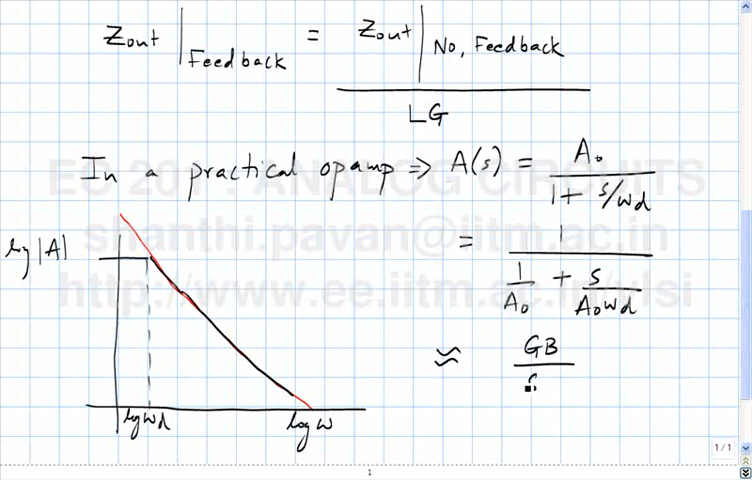 Zout | Feedback = Zout | No, Feedback / LG
In a practical opamp ⇒ A(s) = A₀ / 1 + s/ωd
= 1 / 1/A₀ + s/A₀ωd
≈ GB / s
log |A|
log ωd
log ω
EC 201 ANALOG CIRCUITS
shanthi.pavan@iitm.ac.in
http://www.ee.iitm.ac.in/vlsi
1 / 1
1